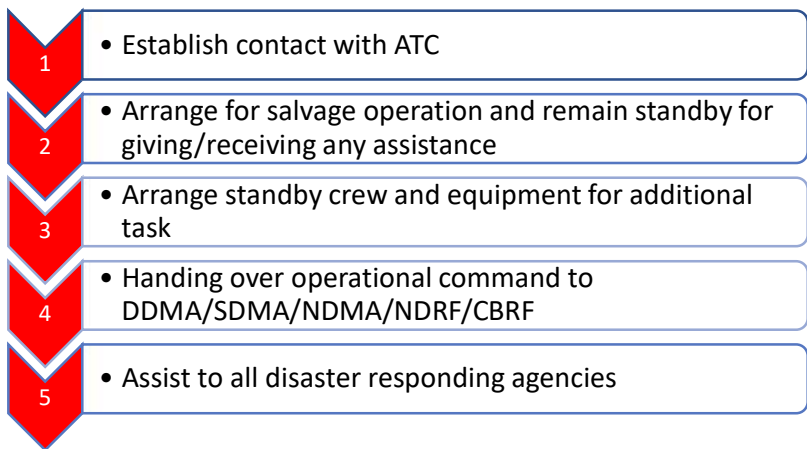 1
• Establish contact with ATC
2
• Arrange for salvage operation and remain standby for
giving/receiving any assistance
3
• Arrange standby crew and equipment for additional
task
4
• Handing over operational command to
DDMA/SDMA/NDMA/NDRF/CBRF
5
• Assist to all disaster responding agencies